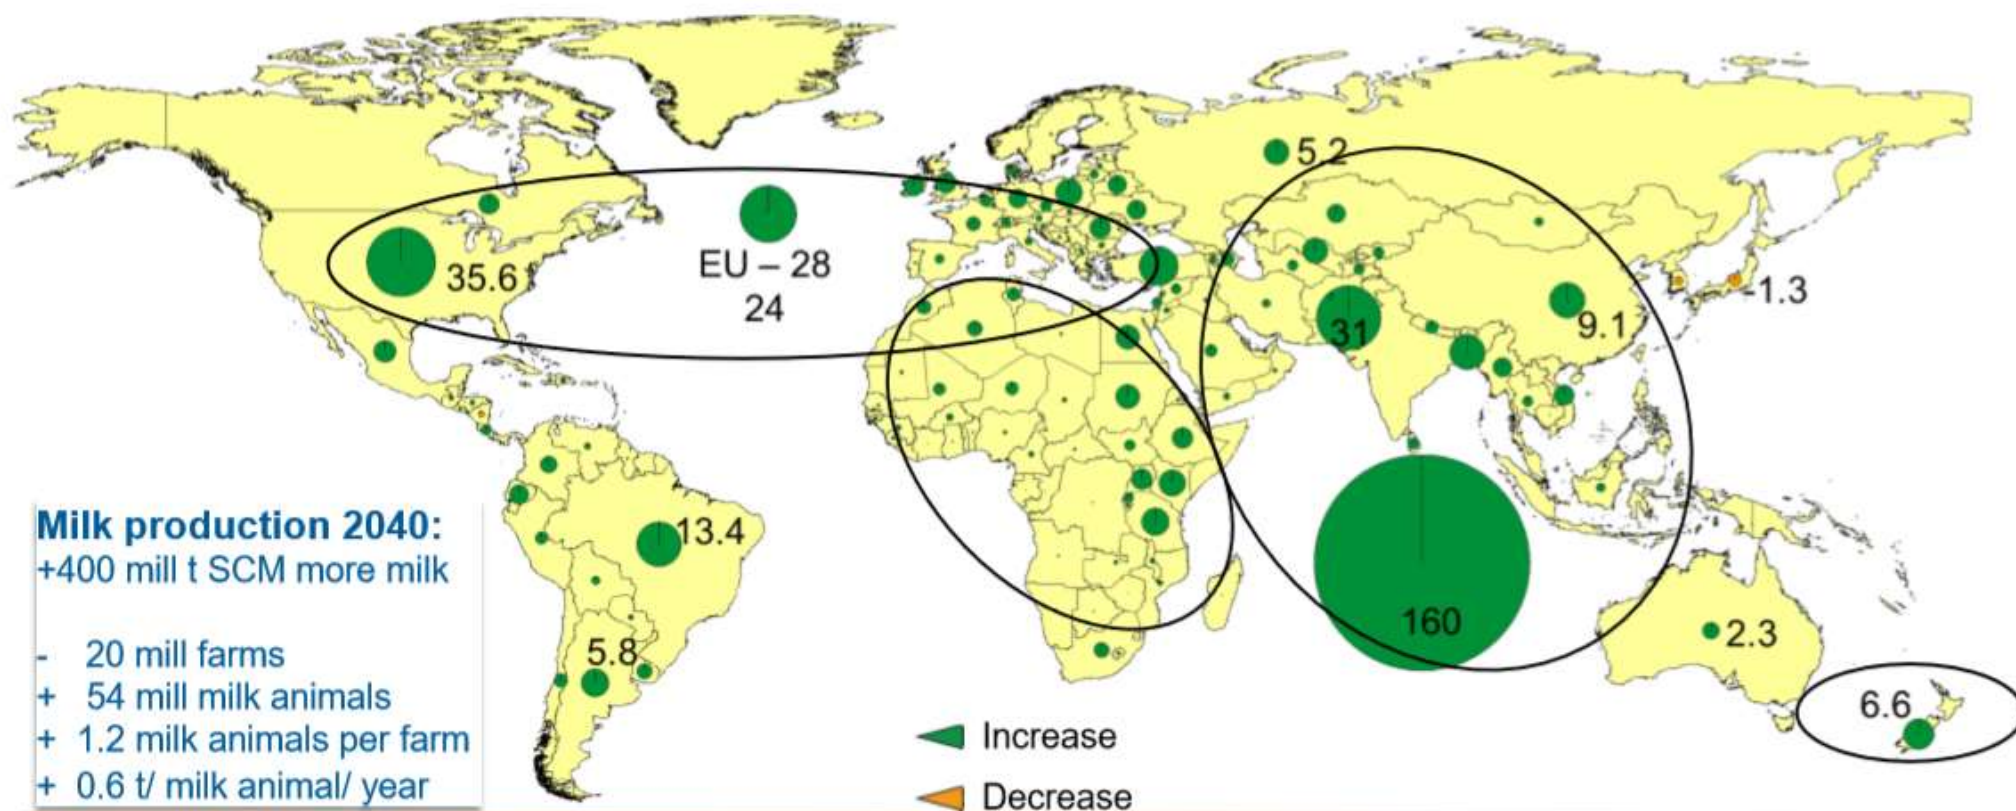 5.2
35.6
EU – 28
24
31
9.1
-1.3
13.4
160
5.8
2.3
6.6
Milk production 2040:
+400 mill t SCM more milk
- 20 mill farms
+ 54 mill milk animals
+ 1.2 milk animals per farm
+ 0.6 t/ milk animal/ year
Increase
Decrease